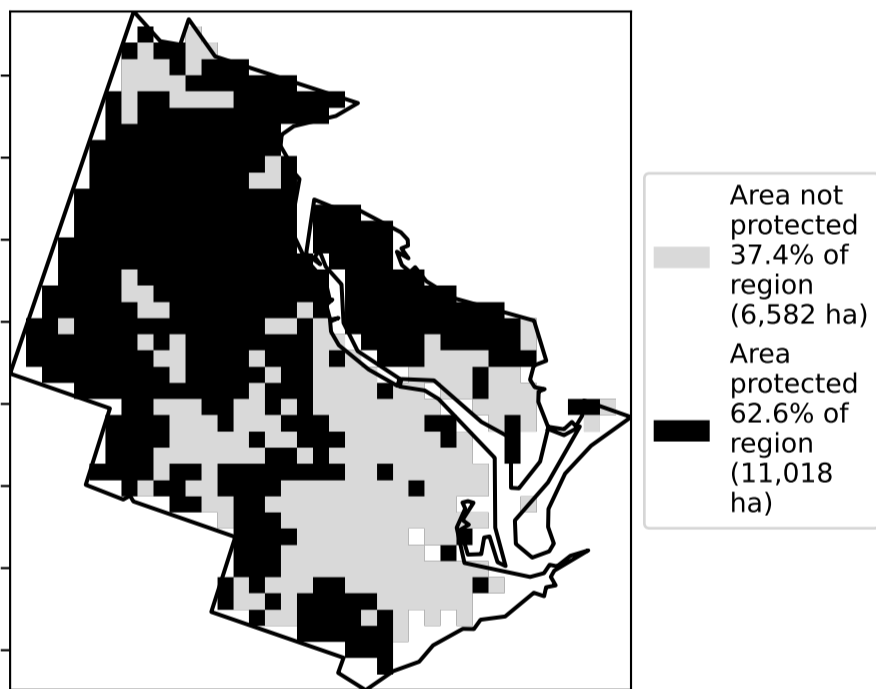 Area not
protected
37.4% of
region
(6,582 ha)
Area
protected
62.6% of
region
(11,018
ha)